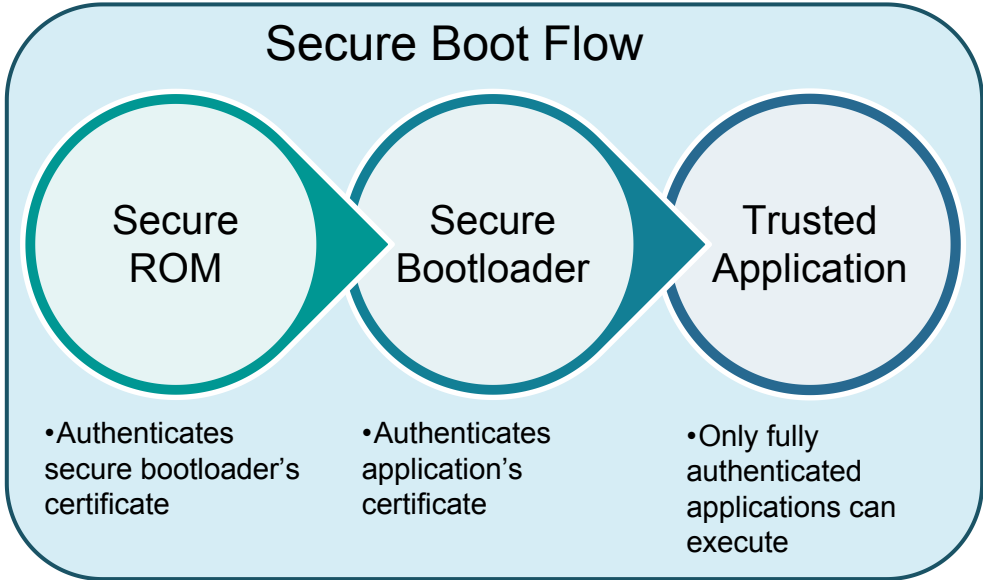 Secure Boot Flow
Secure
ROM
Secure
Bootloader
Trusted
Application
•Authenticates
secure bootloader’s
certificate
•Authenticates
application’s
certificate
•Only fully
authenticated
applications can
execute